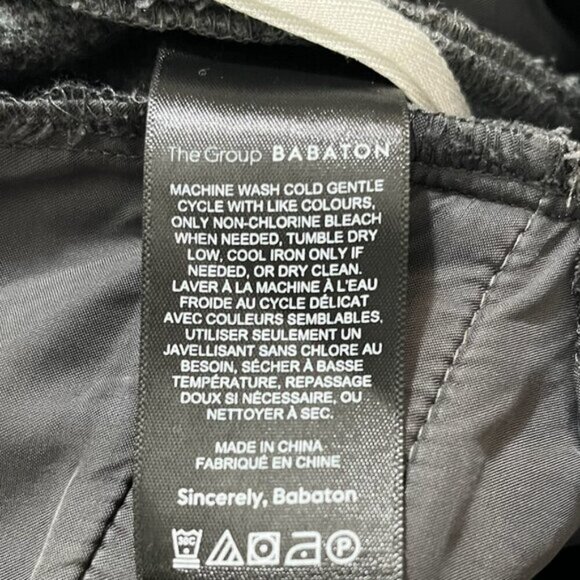 The Group BABATON
MACHINE WASH COLD GENTLE
CYCLE WITH LIKE COLOURS,
ONLY NON-CHLORINE BLEACH
WHEN NEEDED, TUMBLE DRY
LOW, COOL IRON ONLY IF
NEEDED, OR DRY CLEAN.
LAVER À LA MACHINE À L'EAU
FROIDE AU CYCLE DÉLICAT
AVEC COULEURS SEMBLABLES,
UTILISER SEULEMENT UN
JAVELLISANT SANS CHLORE AU
BESOIN, SÉCHER À BASSE
TEMPÉRATURE, REPASSAGE
DOUX SI NÉCESSAIRE, OU
NETTOYER À SEC.
MADE IN CHINA
FABRIQUÉ EN CHINE
Sincerely, Babaton
30C P